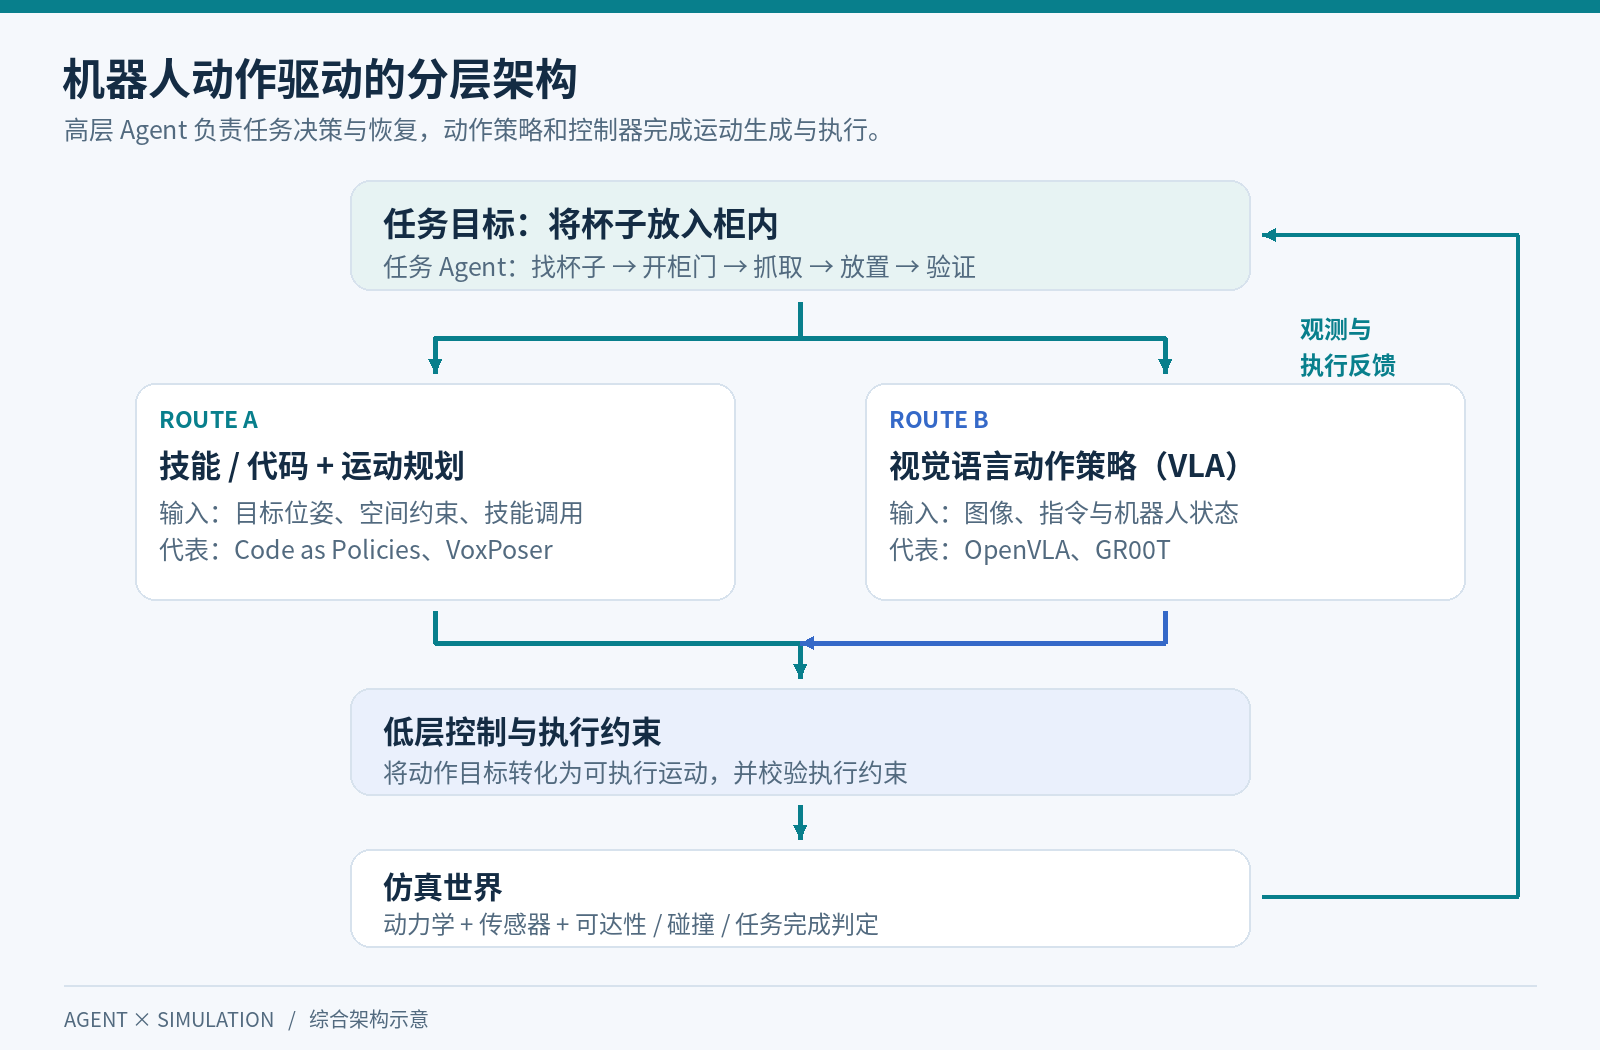 机器人动作驱动的分层架构
高层 Agent 负责任务决策与恢复，动作策略和控制器完成运动生成与执行。
任务目标：将杯子放入柜内
任务 Agent：找杯子 → 开柜门 → 抓取 → 放置 → 验证
观测与
执行反馈
ROUTE A
技能 / 代码 + 运动规划
输入：目标位姿、空间约束、技能调用
代表：Code as Policies、VoxPoser
ROUTE B
视觉语言动作策略（VLA）
输入：图像、指令与机器人状态
代表：OpenVLA、GR00T
低层控制与执行约束
将动作目标转化为可执行运动，并校验执行约束
仿真世界
动力学 + 传感器 + 可达性 / 碰撞 / 任务完成判定
AGENT × SIMULATION / 综合架构示意